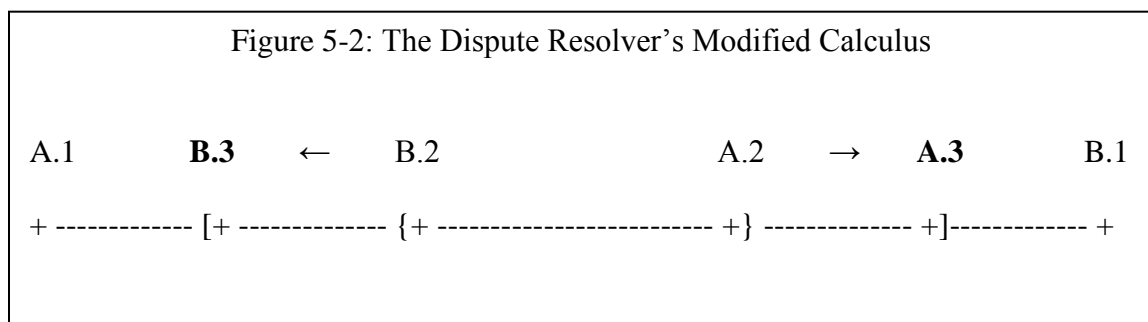 Figure 5-2: The Dispute Resolver’s Modified Calculus
A.1 B.3 ← B.2 A.2 → A.3 B.1
+ ------------- [+ -------------- {+ -------------------------- +} -------------- +]------------- +